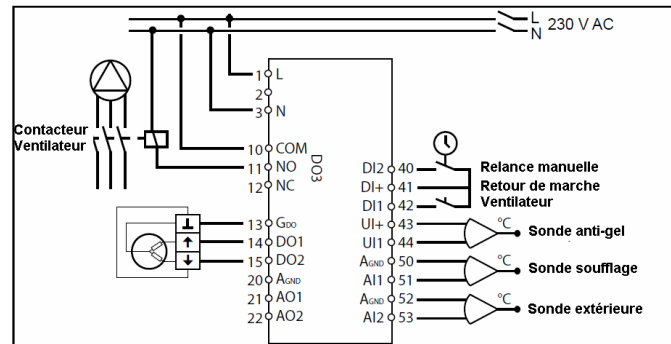 L
N 230 V AC
1 L
2
3 N
Contacteur
Ventilateur
10 COM
11 NO
12 NC
DO3
13 GDO
14 DO1
15 DO2
20 AGND
21 AO1
22 AO2
DI2 40 Relance manuelle
DI+ 41 Retour de marche
DI1 42 Ventilateur
UI+ 43 °C
UI1 44 Sonde anti-gel
AGND 50 °C
AI1 51 Sonde soufflage
AGND 52 °C
AI2 53 Sonde extérieure